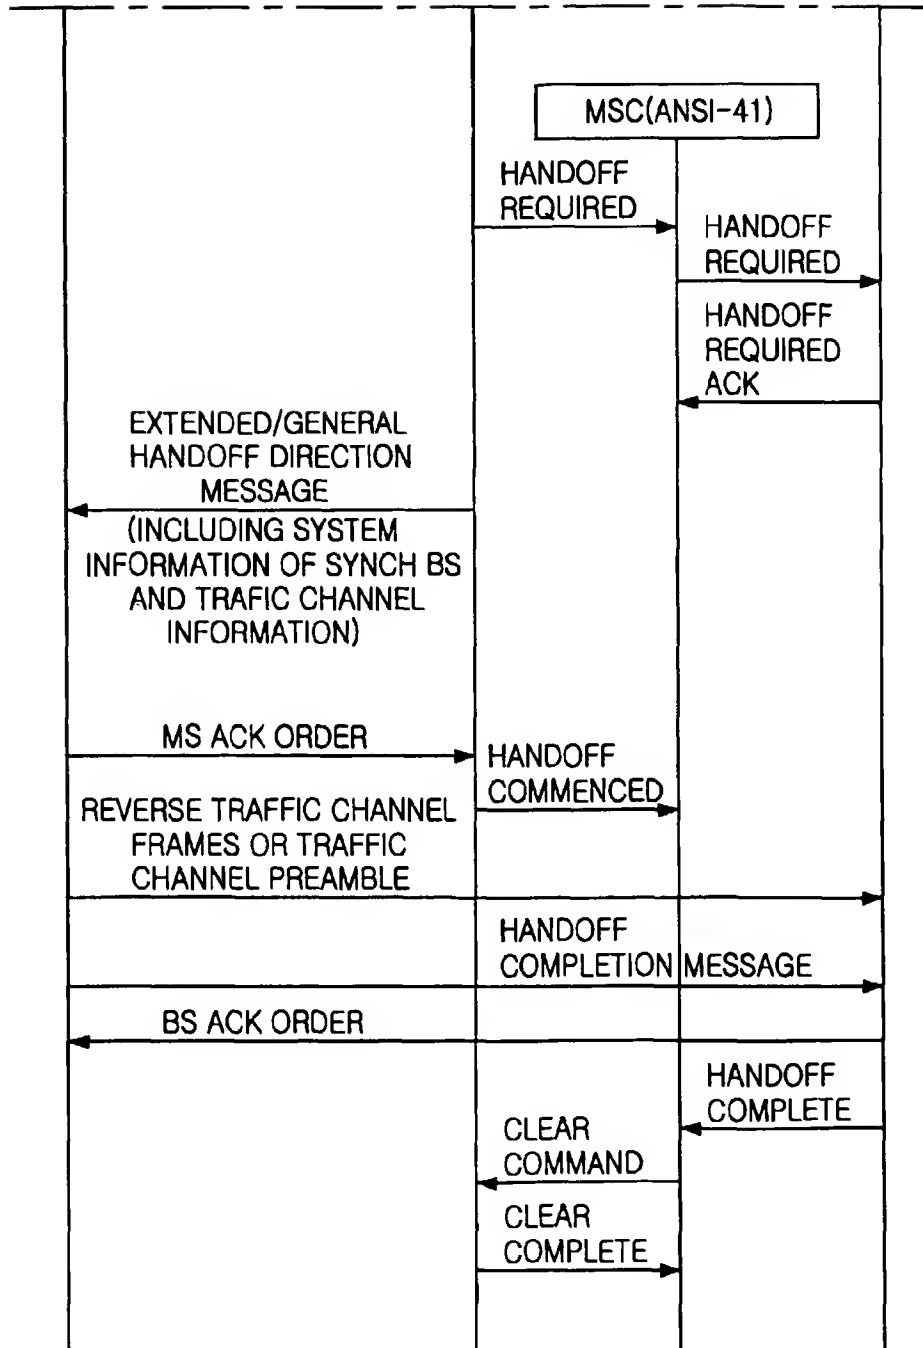 MSC(ANSI-41)
HANDOFF
REQUIRED
HANDOFF
REQUIRED
HANDOFF
REQUIRED
ACK
EXTENDED/GENERAL
HANDOFF DIRECTION
MESSAGE
(INCLUDING SYSTEM
INFORMATION OF SYNCH BS
AND TRAFIC CHANNEL
INFORMATION)
MS ACK ORDER
HANDOFF
COMMENCED
REVERSE TRAFFIC CHANNEL
FRAMES OR TRAFFIC
CHANNEL PREAMBLE
HANDOFF
COMPLETION MESSAGE
BS ACK ORDER
HANDOFF
COMPLETE
CLEAR
COMMAND
CLEAR
COMPLETE